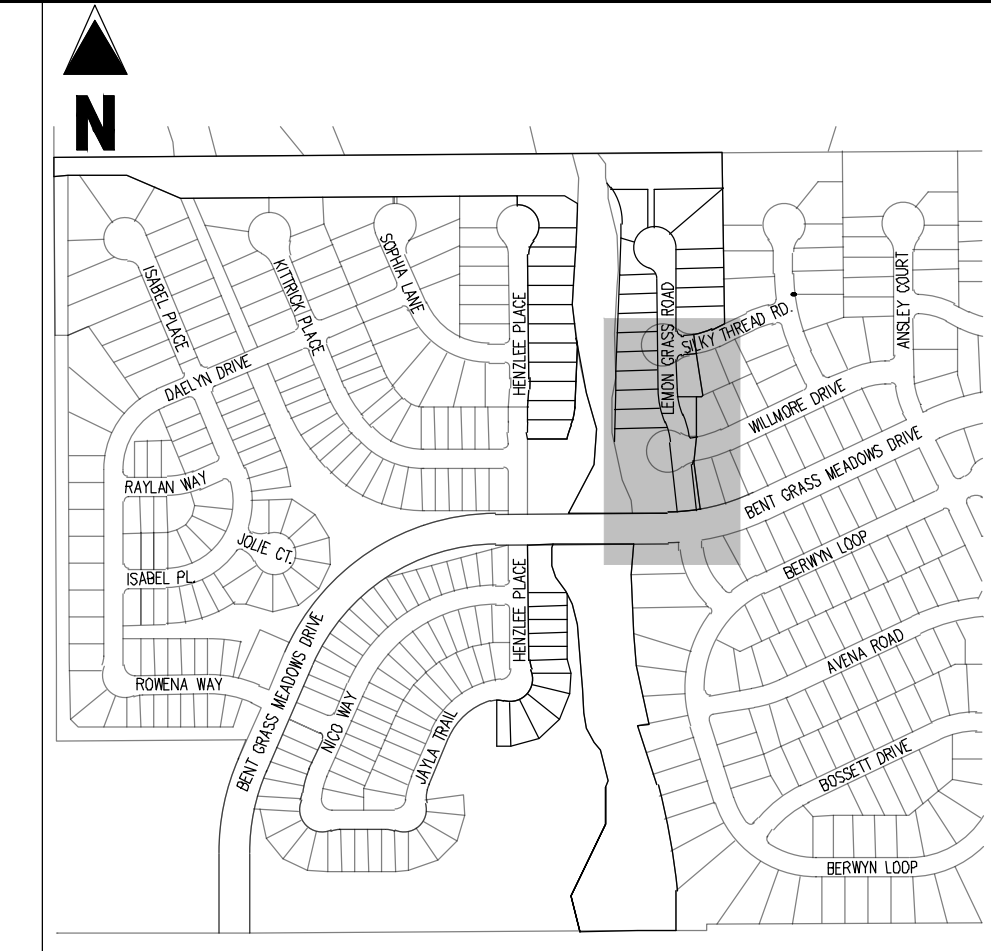 N
ISABEL PLACE
KITTRICK PLACE
SOPHIA LANE
HENZLEE PLACE
LEMON GRASS ROAD
SILKY THREAD RD.
ANSLEY COURT
DAELYN DRIVE
WILLMORE DRIVE
BENT GRASS MEADOWS DRIVE
RAYLAN WAY
JOLIE CT.
ISABEL PL.
BERWYN LOOP
HENZLEE PLACE
AVENA ROAD
ROWENA WAY
BENT GRASS MEADOWS DRIVE
NICO WAY
JAYLA TRAIL
BOSSETT DRIVE
BERWYN LOOP